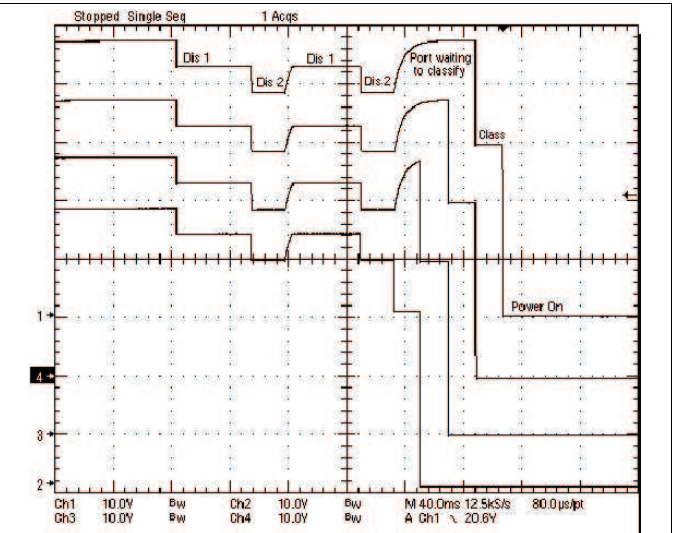 Stopped Single Seq 1 Acqs
Dis 1 Dis 1 Port waiting
to classify
Dis 2 Dis 2
Class
Power On
1
4
3
2
Ch1 10.0V Bw Ch2 10.0V Bw M 40.0ms 12.5kS/s 80.0µs/pt
Ch3 10.0V Bw Ch4 10.0V Bw A Ch1 20.6V